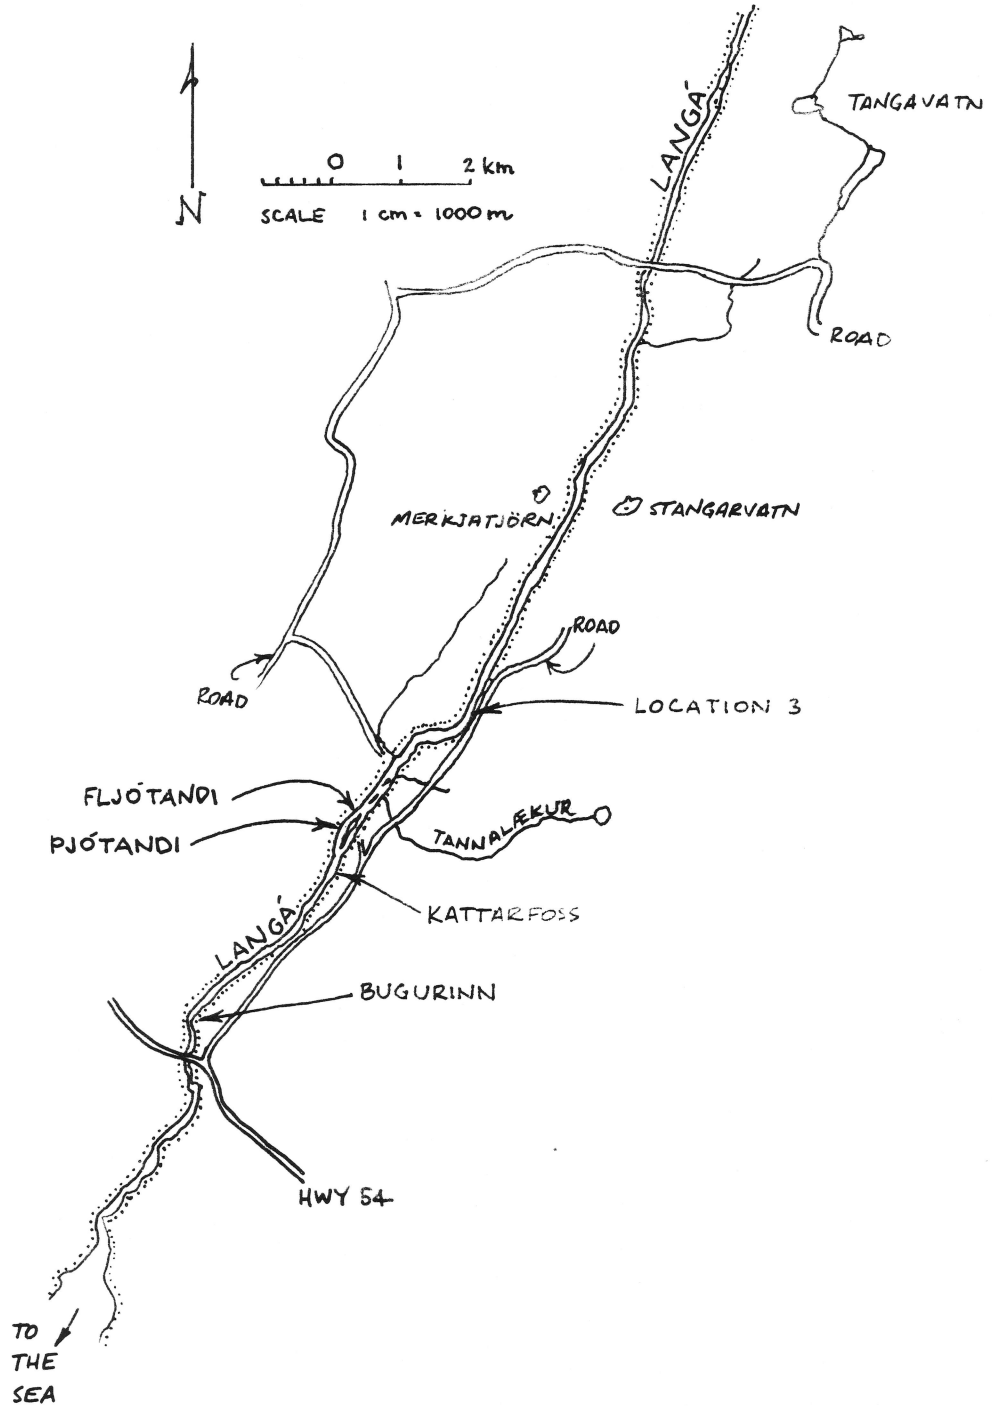 LANGÁ
TANGAVATN
0 1 2 km
N
SCALE 1 cm = 1000 m
ROAD
MERKJATJÖRN
STANGARVATN
ROAD
ROAD
LOCATION 3
FLJÓTANDI
ÞJÓTANDI
TANNALÆKUR
KATTARFOSS
LANGÁ
BUGURINN
HWY 54
TO
THE
SEA